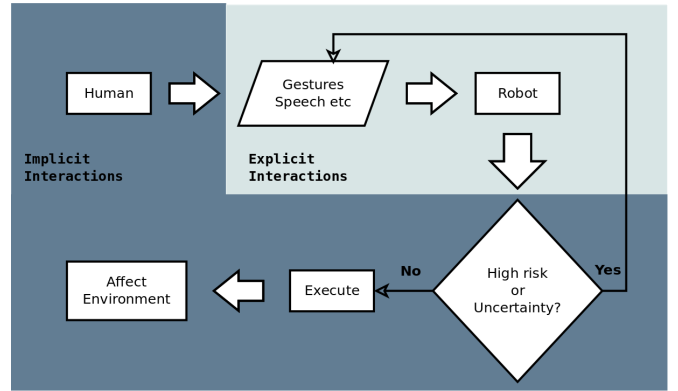 Human
Gestures
Speech etc
Robot
Implicit
Interactions
Explicit
Interactions
High risk
or
Uncertainty?
Yes
No
Execute
Affect
Environment